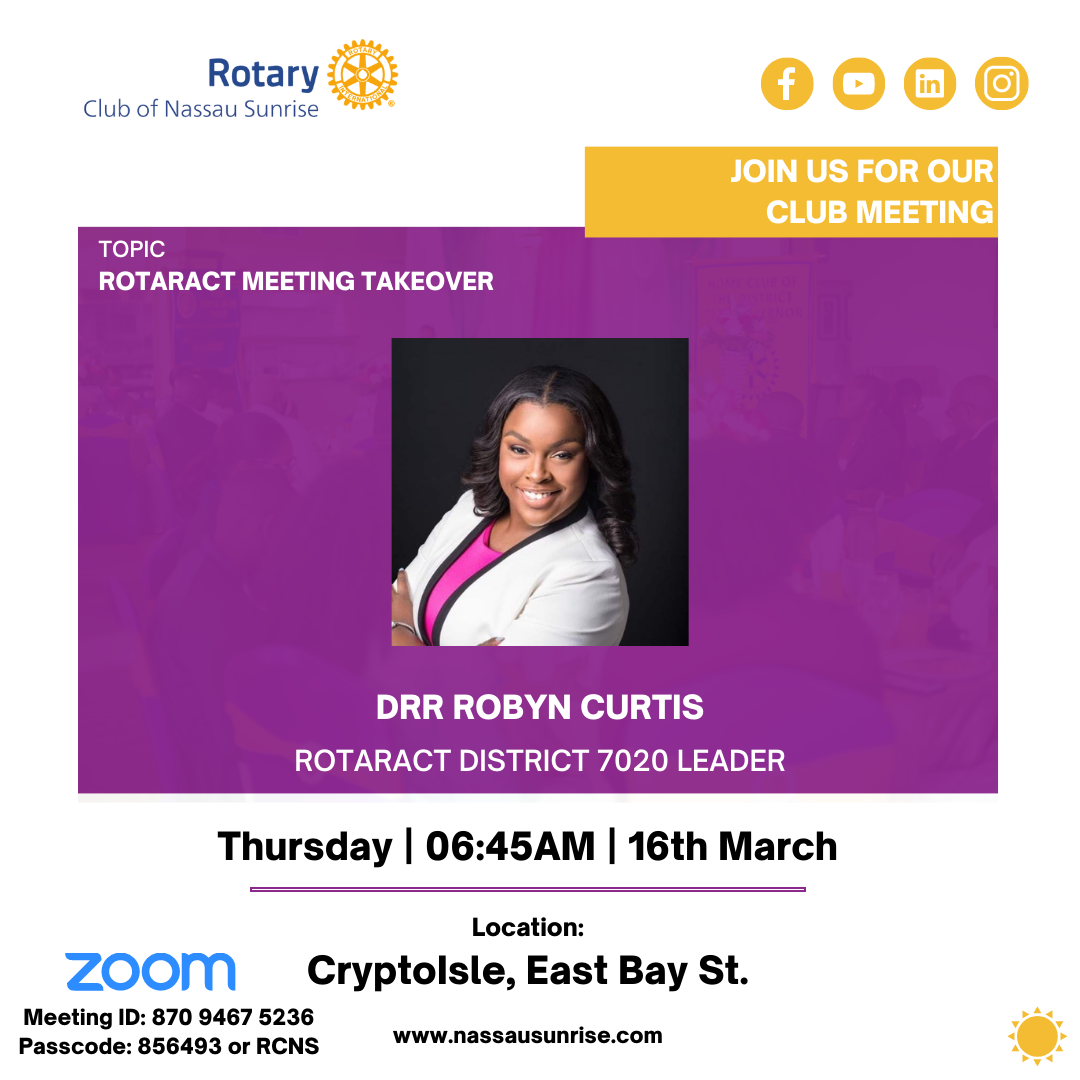 Rotary
Club of Nassau Sunrise
ROTARY
INTERNATIONAL
JOIN US FOR OUR
CLUB MEETING
TOPIC
ROTARACT MEETING TAKEOVER
DRR ROBYN CURTIS
ROTARACT DISTRICT 7020 LEADER
Thursday | 06:45AM | 16th March
Location:
CryptoIsle, East Bay St.
zoom
Meeting ID: 870 9467 5236
Passcode: 856493 or RCNS
www.nassausunrise.com